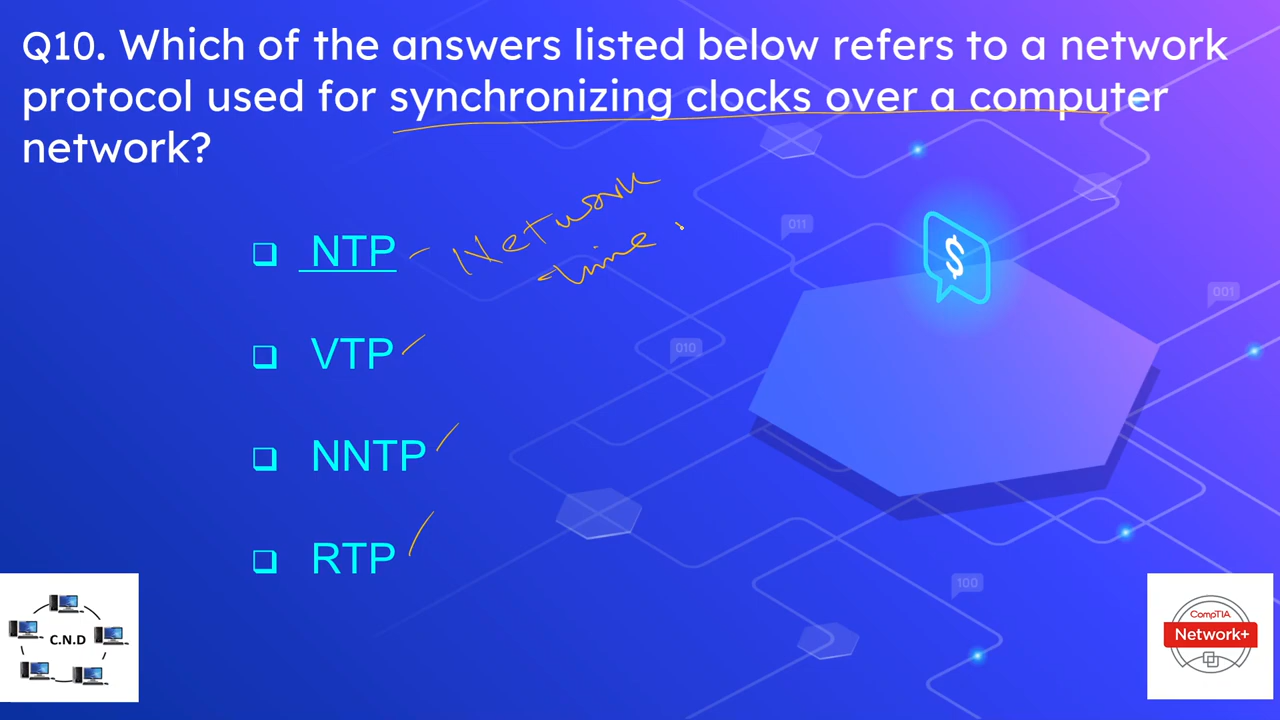 Q10. Which of the answers listed below refers to a network
protocol used for synchronizing clocks over a computer
network?
NTP
Network
time
VTP
NNTP
RTP
011
001
010
100
$
C.N.D
CompTIA
Network+